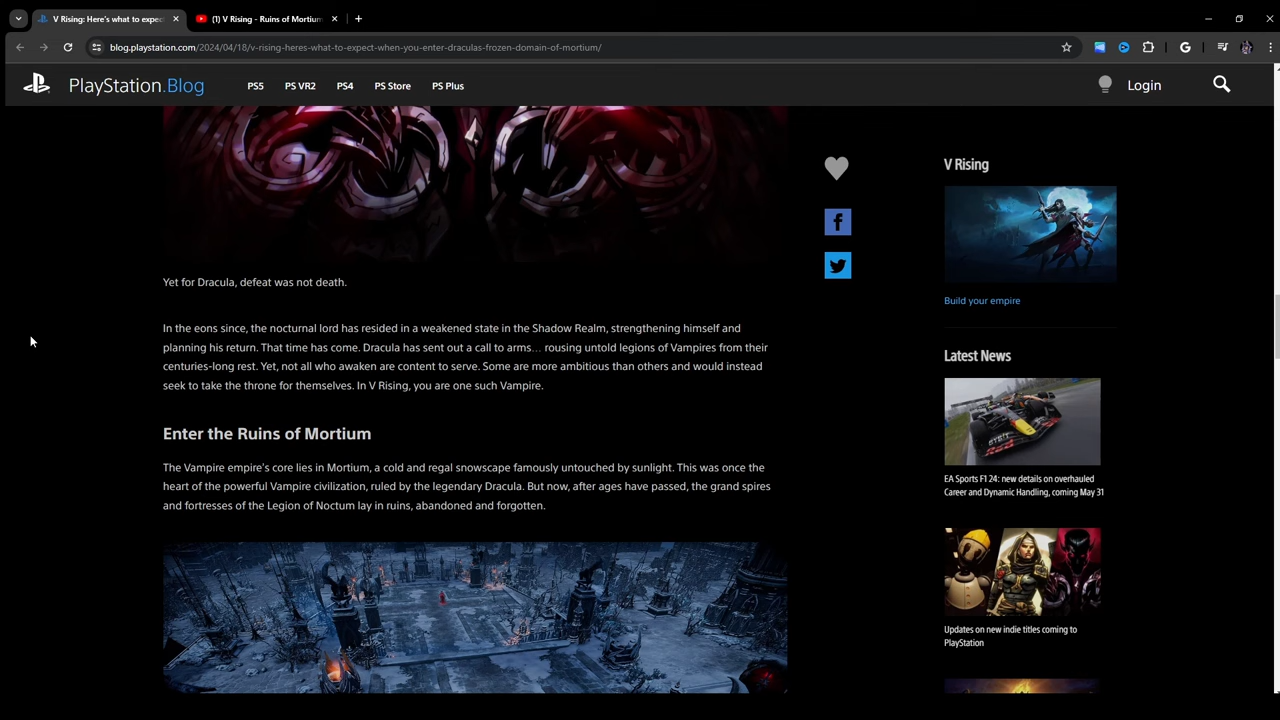 V Rising: Here's what to expec
(1) V Rising - Ruins of Mortium
blog.playstation.com/2024/04/18/v-rising-heres-what-to-expect-when-you-enter-draculas-frozen-domain-of-mortium/
PlayStation.Blog
PS5
PS VR2
PS4
PS Store
PS Plus
Login
Yet for Dracula, defeat was not death.
In the eons since, the nocturnal lord has resided in a weakened state in the Shadow Realm, strengthening himself and
planning his return. That time has come. Dracula has sent out a call to arms… rousing untold legions of Vampires from their
centuries-long rest. Yet, not all who awaken are content to serve. Some are more ambitious than others and would instead
seek to take the throne for themselves. In V Rising, you are one such Vampire.
Enter the Ruins of Mortium
The Vampire empire's core lies in Mortium, a cold and regal snowscape famously untouched by sunlight. This was once the
heart of the powerful Vampire civilization, ruled by the legendary Dracula. But now, after ages have passed, the grand spires
and fortresses of the Legion of Noctum lay in ruins, abandoned and forgotten.
V Rising
Build your empire
Latest News
EA Sports F1 24: new details on overhauled
Career and Dynamic Handling, coming May 31
Updates on new indie titles coming to
PlayStation